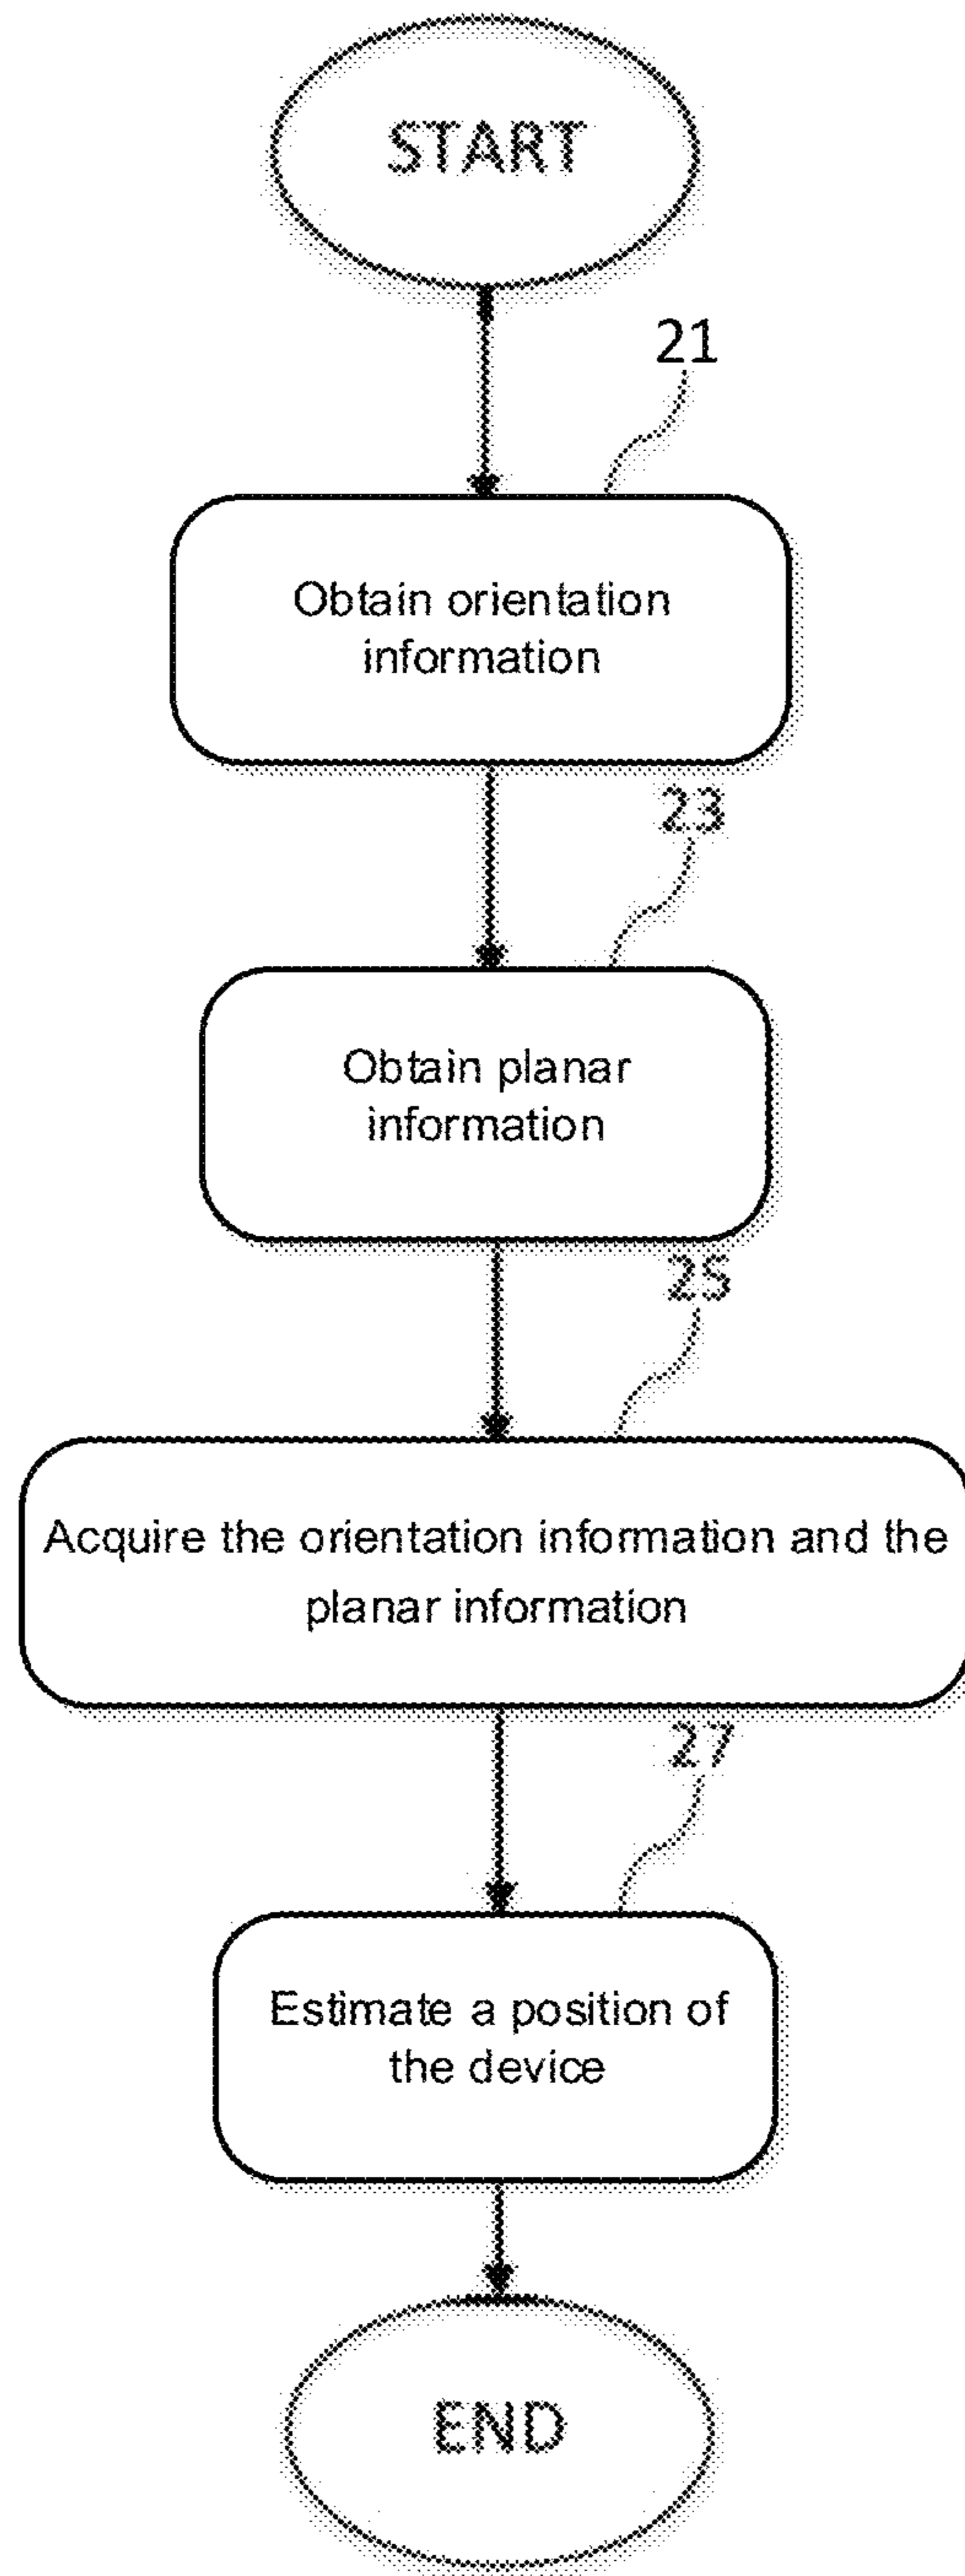 START
21
Obtain orientation
information
23
Obtain planar
information
25
Acquire the orientation information and the
planar information
27
Estimate a position of
the device
END